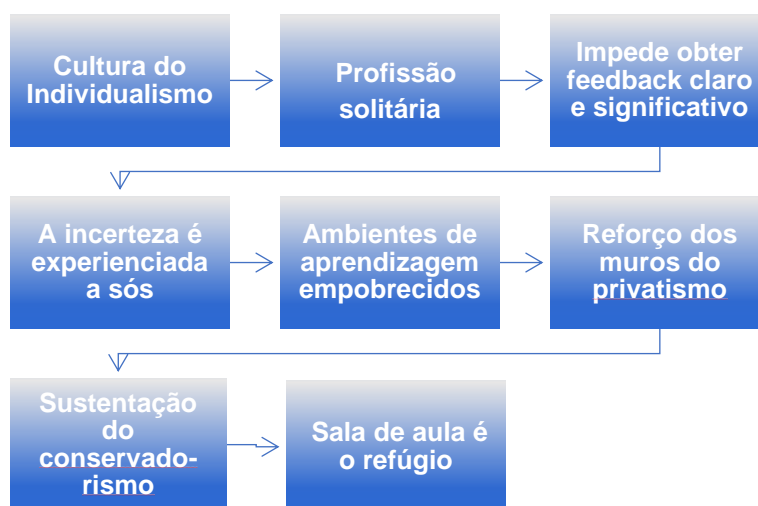 Cultura do
Individualismo
Profissão
solitária
Impede obter
feedback claro
e significativo
A incerteza é
experienciada
a sós
Ambientes de
aprendizagem
empobrecidos
Reforço dos
muros do
privatismo
Sustentação
do
conservado-
rismo
Sala de aula é
o refúgio